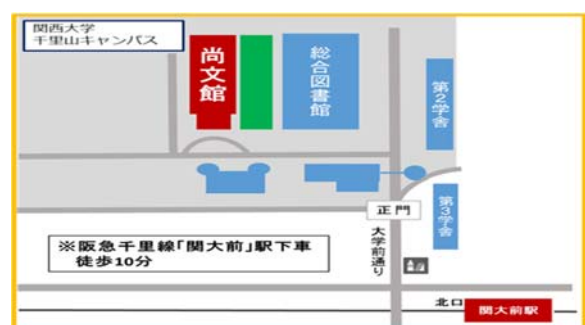 関西大学
千里山キャンパス
尚文館
総合図書館
第2学舎
正門
第3学舎
※阪急千里線「関大前」駅下車
徒歩10分
大学前通り
北口
関大前駅